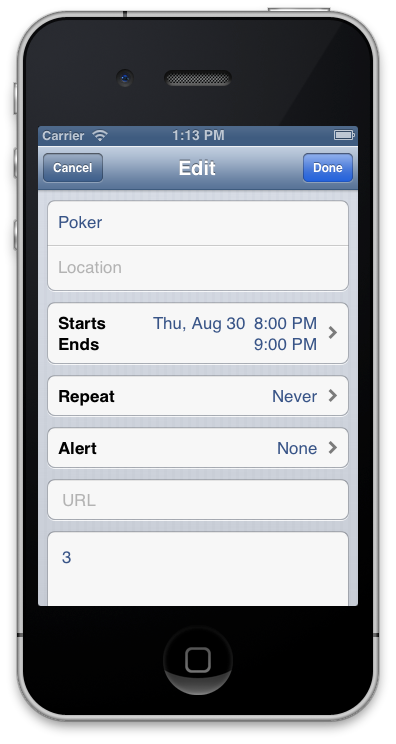 Carrier 1:13 PM
Cancel Edit Done
Poker
Location
Starts Thu, Aug 30 8:00 PM
Ends 9:00 PM
Repeat Never
Alert None
URL
3